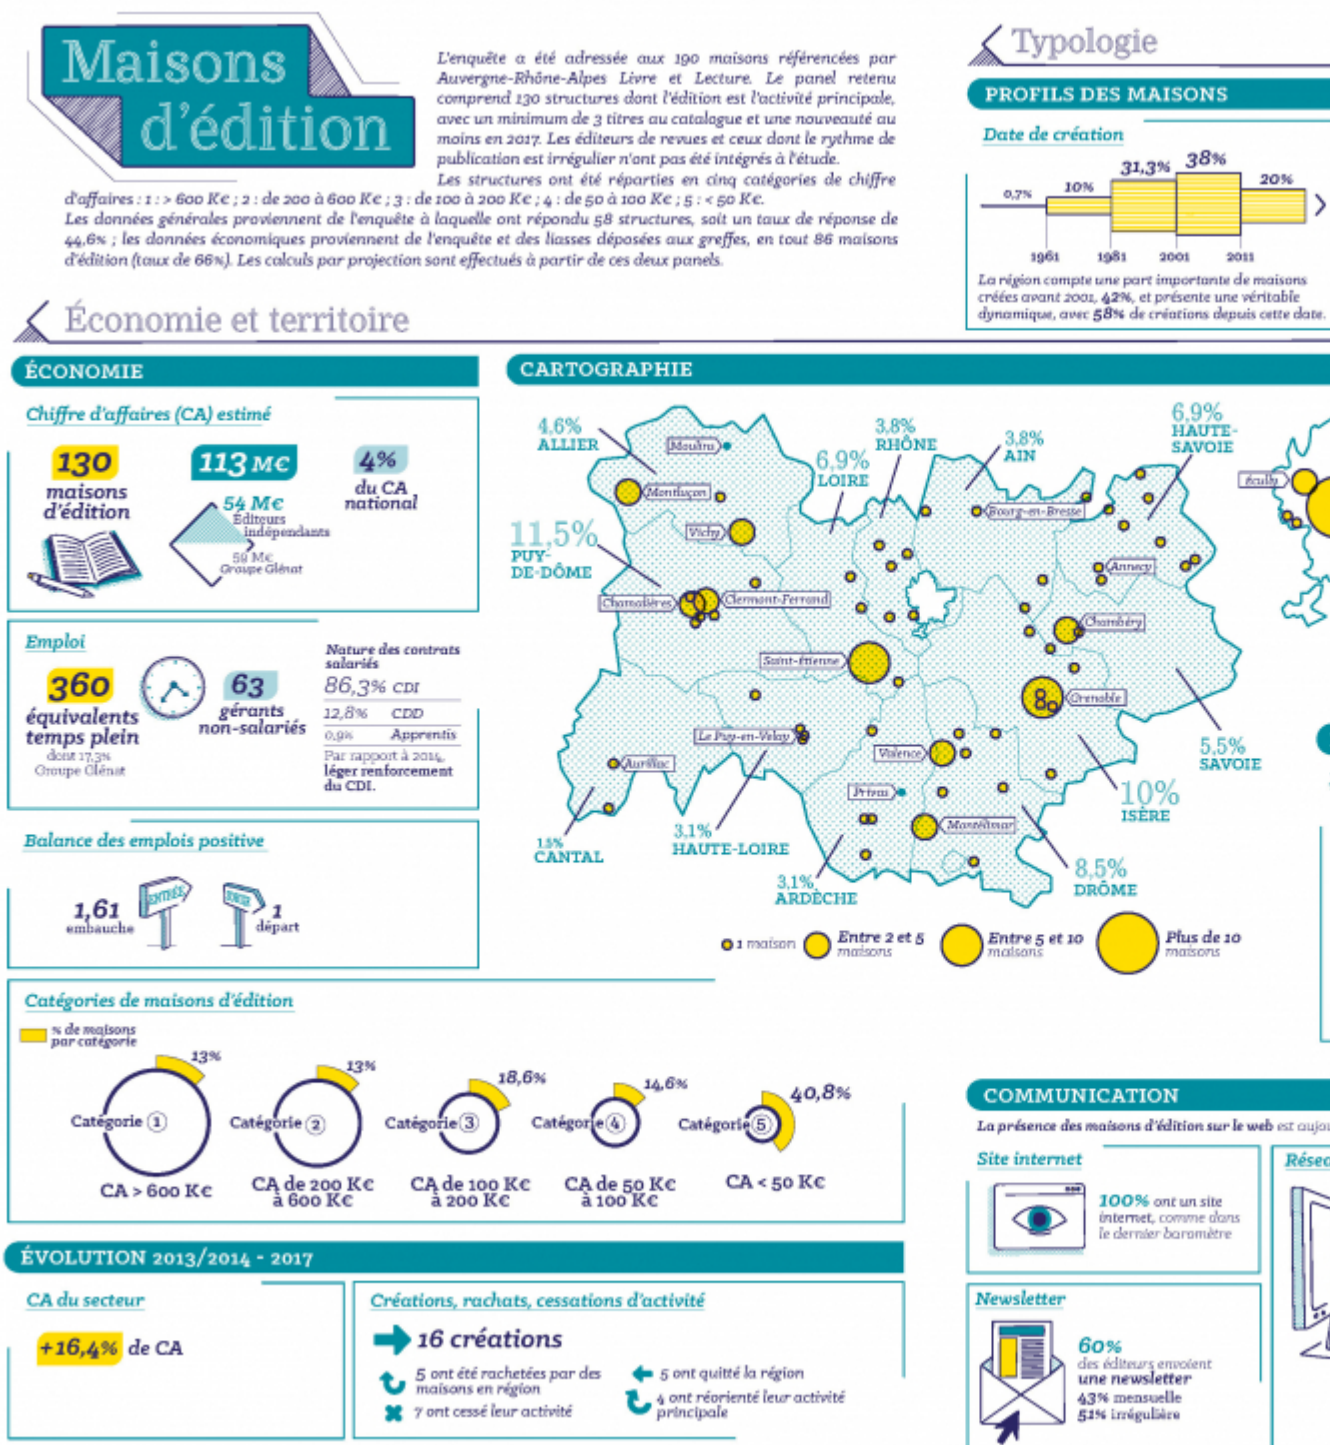 Maisons
d'édition
L'enquête a été adressée aux 190 maisons référencées par
Auvergne-Rhône-Alpes Livre et Lecture. Le panel retenu
comprend 130 structures dont l'édition est l'activité principale,
avec un minimum de 3 titres au catalogue et une nouveauté au
moins en 2017. Les éditeurs de revues et ceux dont le rythme de
publication est irrégulier n'ont pas été intégrés à l'étude.
Les structures ont été réparties en cinq catégories de chiffre
d'affaires : 1 : > 600 K€ ; 2 : de 200 à 600 K€ ; 3 : de 100 à 200 K€ ; 4 : de 50 à 100 K€ ; 5 : < 50 K€.
Les données générales proviennent de l'enquête à laquelle ont répondu 58 structures, soit un taux de réponse de
44,6% ; les données économiques proviennent de l'enquête et des liasses déposées aux greffes, en tout 86 maisons
d'édition (taux de 66%). Les calculs par projection sont effectués à partir de ces deux panels.
Typologie
PROFILS DES MAISONS
Date de création
0,7%
10%
31,3%
38%
20%
1961
1981
2001
2011
La région compte une part importante de maisons
créées avant 2001, 42%, et présente une véritable
dynamique, avec 58% de créations depuis cette date.
Économie et territoire
ÉCONOMIE
Chiffre d'affaires (CA) estimé
130
maisons
d'édition
113 M€
54 M€
Éditeurs
indépendants
59 M€
Groupe Glénat
4%
du CA
national
Emploi
360
équivalents
temps plein
dont 17,3%
Groupe Glénat
63
gérants
non-salariés
Nature des contrats
salariés
86,3% CDI
12,8% CDD
0,9% Apprentis
Par rapport à 2014,
léger renforcement
du CDI.
Balance des emplois positive
1,61
embauche
ENTRÉE
SORTIE
1
départ
CARTOGRAPHIE
4,6%
ALLIER
Moulins
Montluçon
Vichy
11,5%
PUY-
DE-DÔME
Chamalières
Clermont-Ferrand
6,9%
LOIRE
3,8%
RHÔNE
3,8%
AIN
Bourg-en-Bresse
6,9%
HAUTE-
SAVOIE
Écully
Annecy
Chambéry
Saint-Étienne
Grenoble
Le Puy-en-Velay
Valence
Aurillac
Privas
Montélimar
5,5%
SAVOIE
10%
ISÈRE
8,5%
DRÔME
3,1%
ARDÈCHE
3,1%
HAUTE-LOIRE
1,5%
CANTAL
1 maison
Entre 2 et 5
maisons
Entre 5 et 10
maisons
Plus de 10
maisons
Catégories de maisons d'édition
% de maisons
par catégorie
13%
Catégorie 1
CA > 600 K€
13%
Catégorie 2
CA de 200 K€
à 600 K€
18,6%
Catégorie 3
CA de 100 K€
à 200 K€
14,6%
Catégorie 4
CA de 50 K€
à 100 K€
40,8%
Catégorie 5
CA < 50 K€
ÉVOLUTION 2013/2014 - 2017
CA du secteur
+16,4% de CA
Créations, rachats, cessations d'activité
16 créations
5 ont été rachetées par des
maisons en région
7 ont cessé leur activité
5 ont quitté la région
4 ont réorienté leur activité
principale
COMMUNICATION
La présence des maisons d'édition sur le web est aujou
Site internet
100% ont un site
internet, comme dans
le dernier baromètre
Résea
Newsletter
60%
des éditeurs envoient
une newsletter
43% mensuelle
51% irrégulière